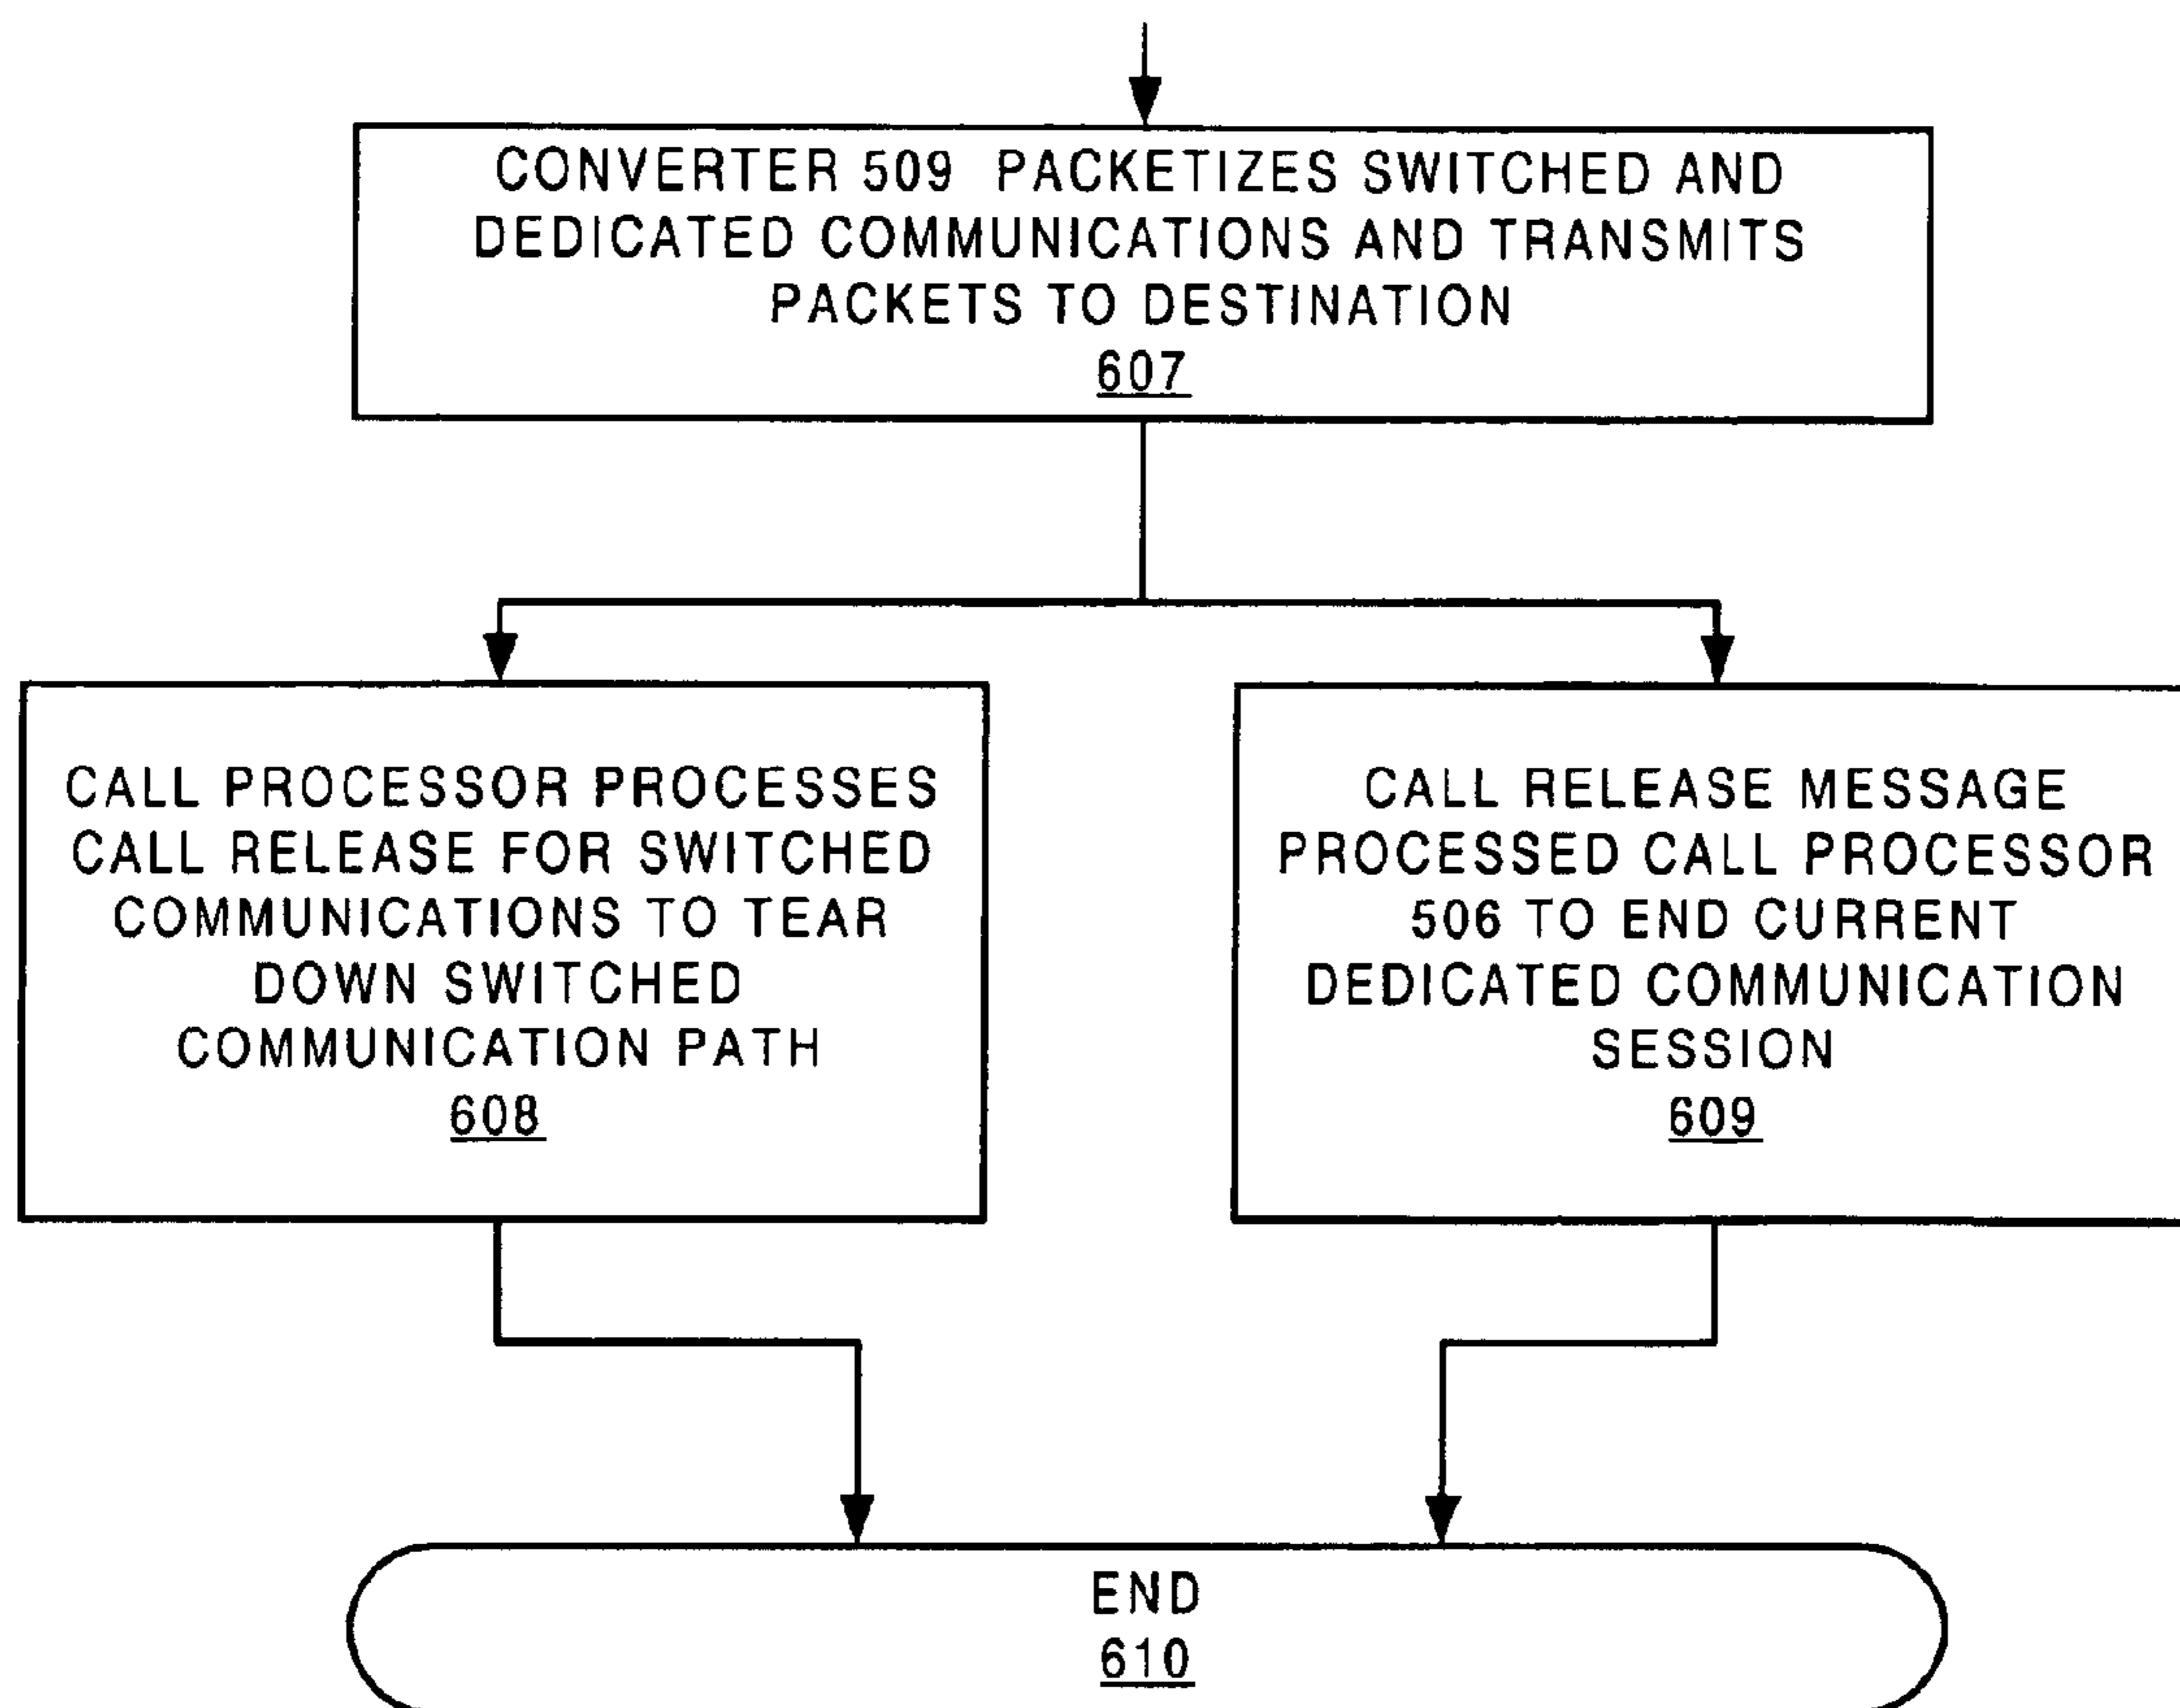 CONVERTER 509 PACKETIZES SWITCHED AND
DEDICATED COMMUNICATIONS AND TRANSMITS
PACKETS TO DESTINATION
607
CALL PROCESSOR PROCESSES
CALL RELEASE FOR SWITCHED
COMMUNICATIONS TO TEAR
DOWN SWITCHED
COMMUNICATION PATH
608
CALL RELEASE MESSAGE
PROCESSED CALL PROCESSOR
506 TO END CURRENT
DEDICATED COMMUNICATION
SESSION
609
END
610